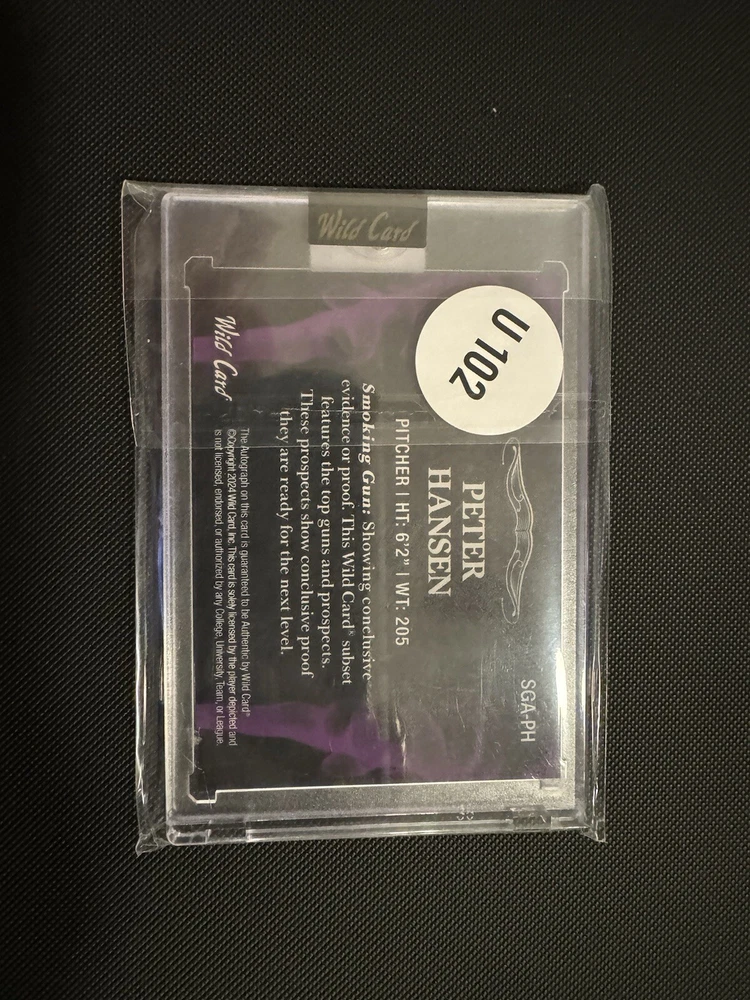 Wild Card
U 102
SGA-PH
PETER
HANSEN
PITCHER | HT: 6'2" | WT: 205
Smoking Gun: Showing conclusive
evidence or proof. This Wild Card® subset
features the top guns and prospects.
These prospects show conclusive proof
they are ready for the next level.
The Autograph on this card is guaranteed to be Authentic by Wild Card®
©Copyright 2024 Wild Card, Inc. This card is solely licensed by the player depicted and
is not licensed, endorsed, or authorized by any College, University, Team, or League.
Wild Card